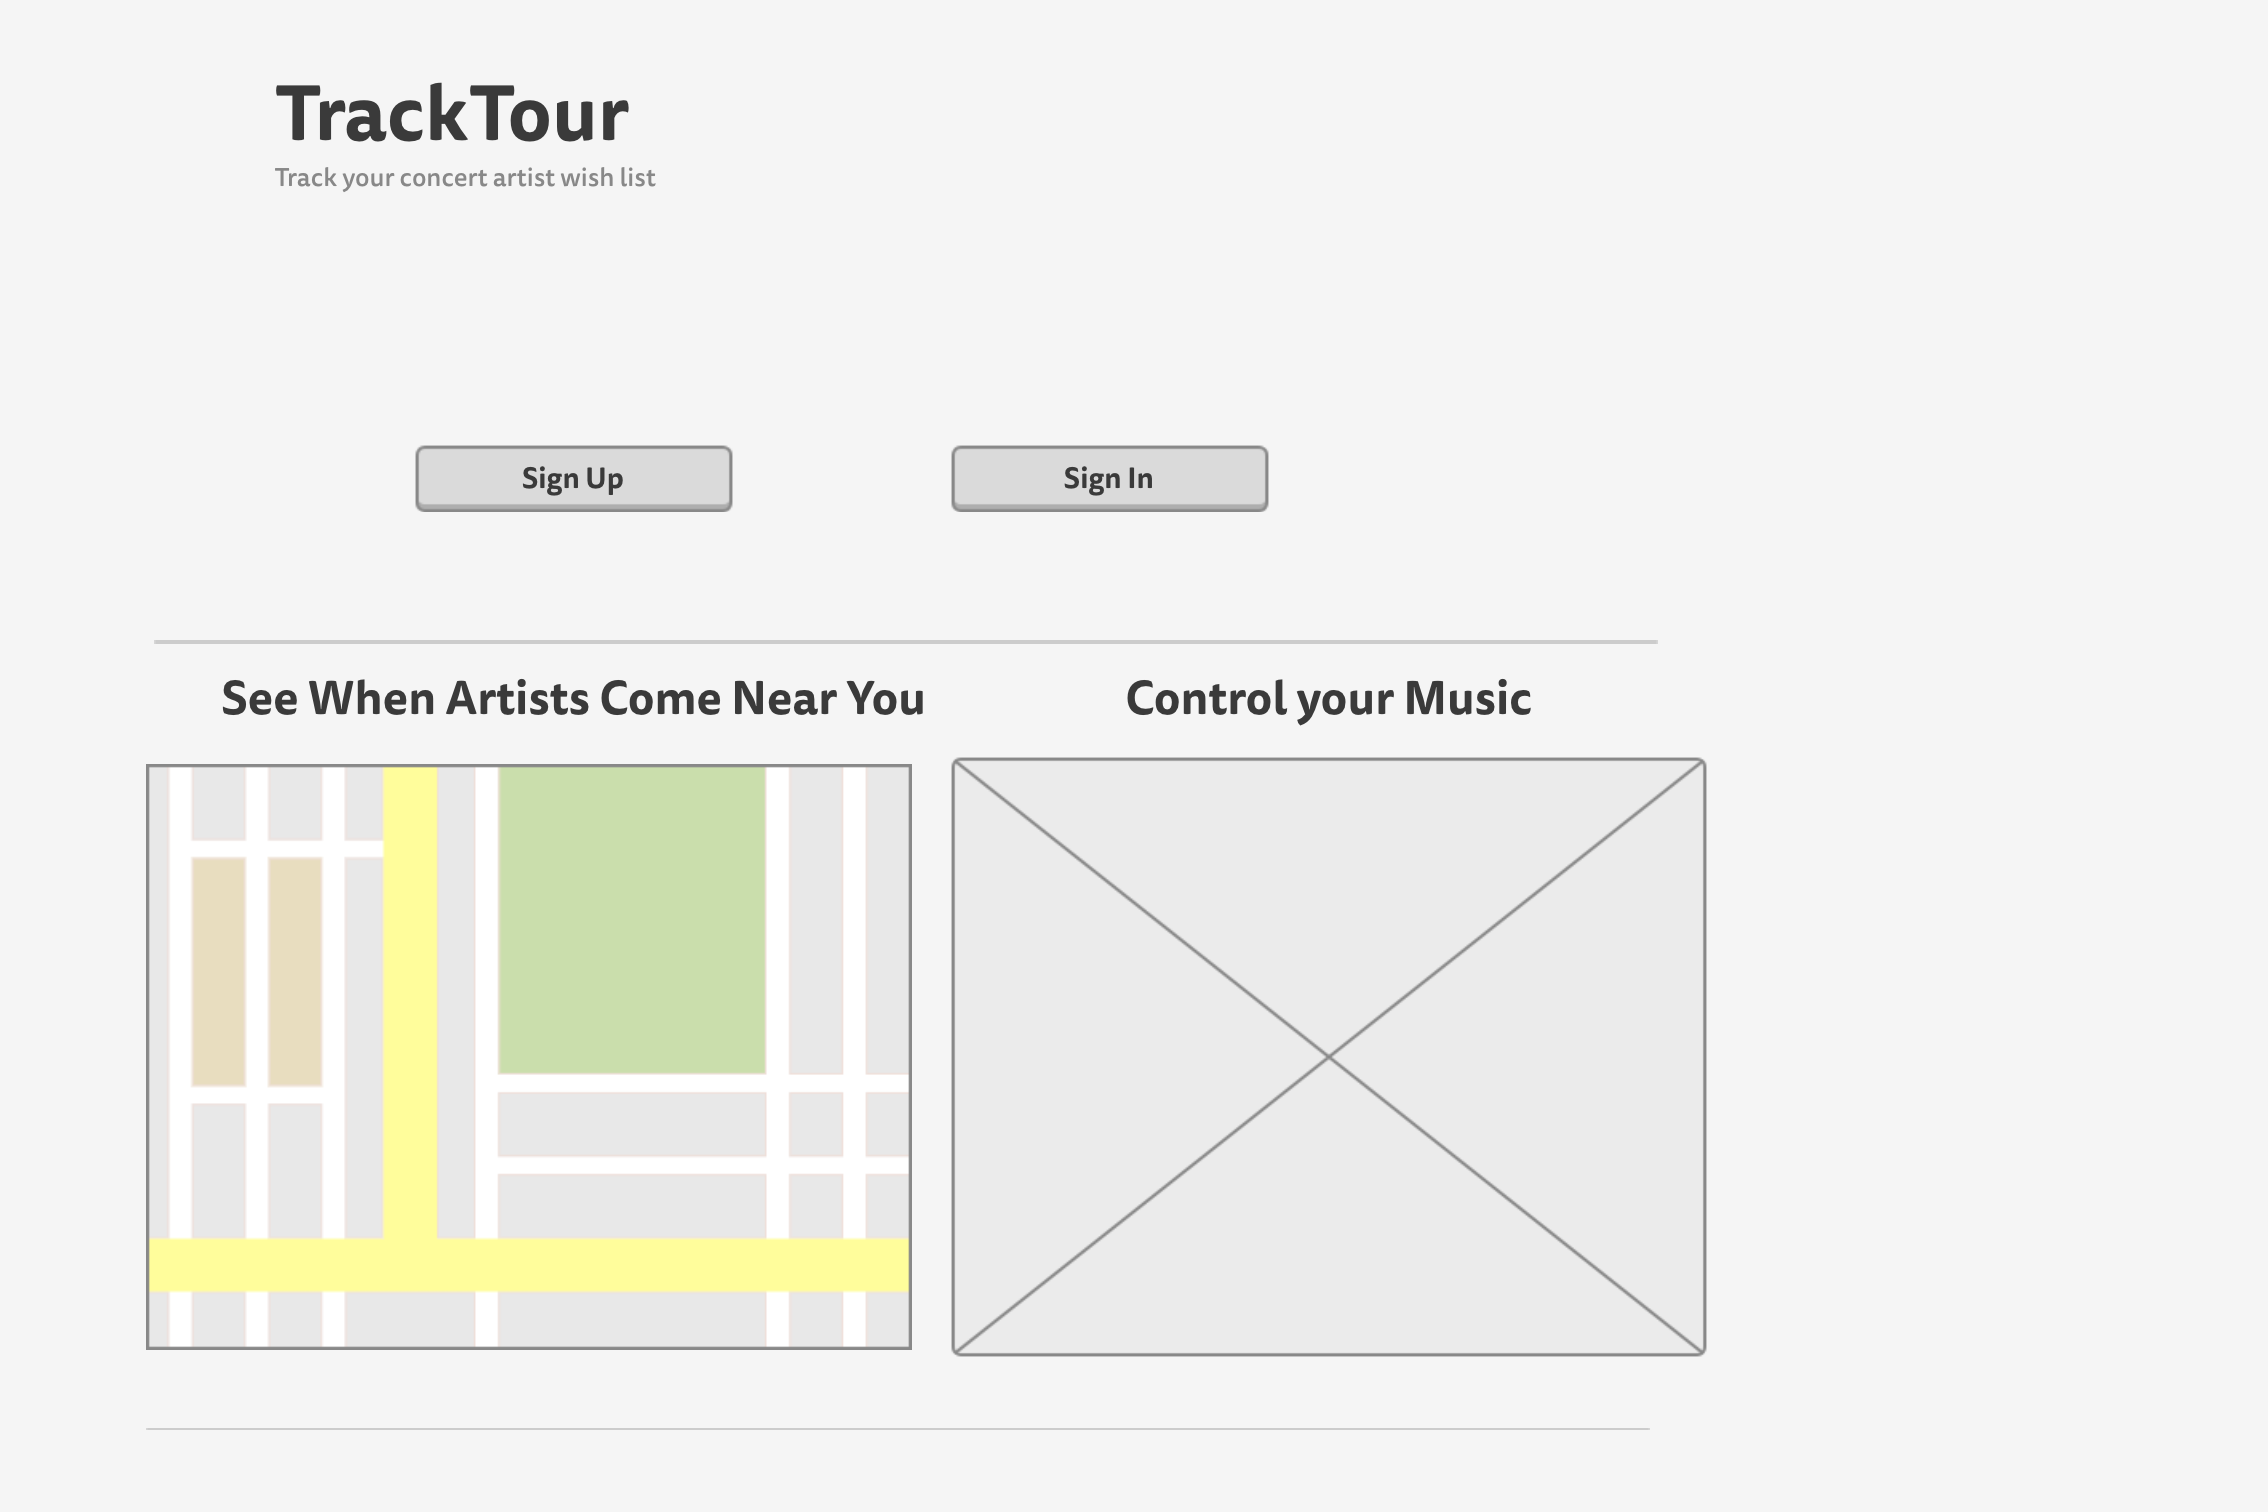 TrackTour
Track your concert artist wish list
Sign Up
Sign In
See When Artists Come Near You
Control your Music